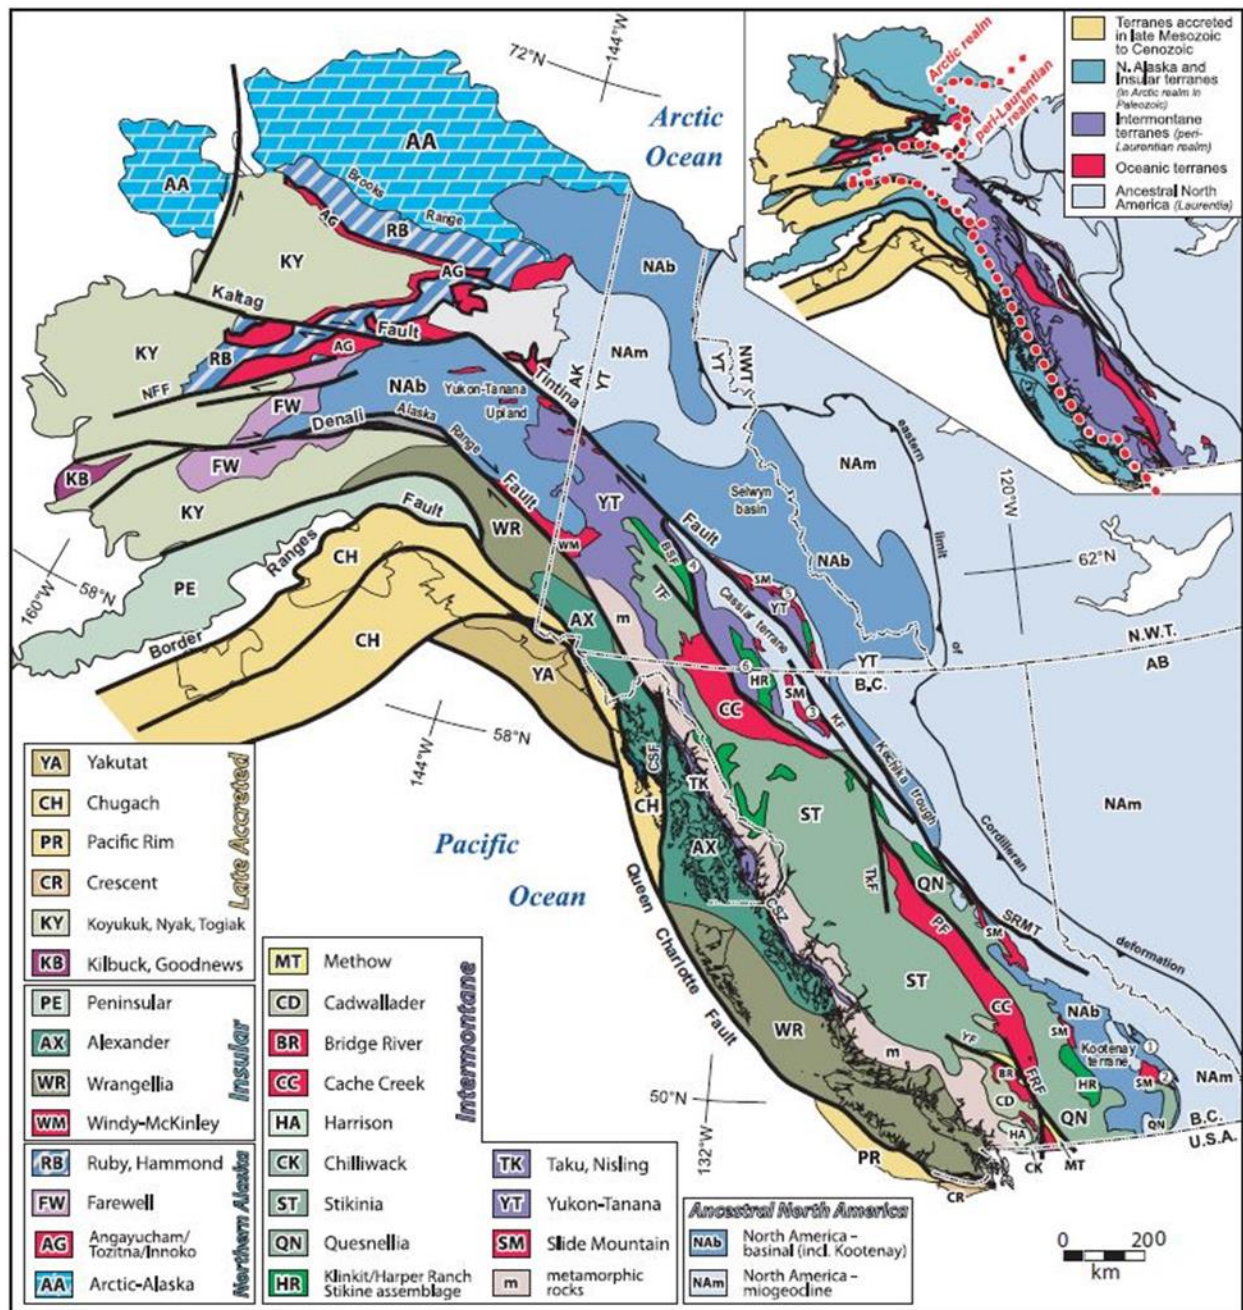 72°N
144°W
Arctic
Ocean
AA
AA
Brooks
Range
AG
RB
KY
AG
NAb
Kaltag
Fault
KY
RB
AG
NFF
NAm
AK
YT
NWT
YT
Tintina
NAb
Yukon-Tanana
Upland
FW
Denali
Alaska
Range
Fault
FW
KB
KY
WR
WM
YT
Fault
Selwyn
basin
NAb
NAm
eastern
limit
of
Cordilleran
deformation
120°W
62°N
160°W
58°N
PE
Border
Ranges
Fault
CH
CH
YA
AX
m
TF
BSF
4
SM
5
YT
Cassiar terrane
6
HR
SM
3
KF
CC
YT
B.C.
N.W.T.
AB
Kechika trough
NAm
144°W
58°N
CSF
CH
TK
AX
ST
CSZ
TkF
PF
QN
SM
SRMT
Pacific
Ocean
Queen
Charlotte
Fault
WR
ST
m
CC
YF
BR
CD
FRF
HA
QN
NAb
SM
Kootenay
terrane
1
HR
SM
2
QN
NAm
B.C.
U.S.A.
50°N
132°W
PR
CR
CK
MT
0 200
km
Arctic realm
peri-Laurentian
realm
Terranes accreted
in late Mesozoic
to Cenozoic
N. Alaska and
Insular terranes
(in Arctic realm in
Paleozoic)
Intermontane
terranes (peri-
Laurentian realm)
Oceanic terranes
Ancestral North
America (Laurentia)
Late Accreted
YA Yakutat
CH Chugach
PR Pacific Rim
CR Crescent
KY Koyukuk, Nyak, Togiak
KB Kilbuck, Goodnews
Insular
PE Peninsular
AX Alexander
WR Wrangellia
WM Windy-McKinley
Northern Alaska
RB Ruby, Hammond
FW Farewell
AG Angayucham/
Tozitna/Innoko
AA Arctic-Alaska
Intermontane
MT Methow
CD Cadwallader
BR Bridge River
CC Cache Creek
HA Harrison
CK Chilliwack
ST Stikinia
QN Quesnellia
HR Klinkit/Harper Ranch
Stikine assemblage
TK Taku, Nisling
YT Yukon-Tanana
SM Slide Mountain
m metamorphic
rocks
Ancestral North America
NAb North America -
basinal (incl. Kootenay)
NAm North America -
miogeocline